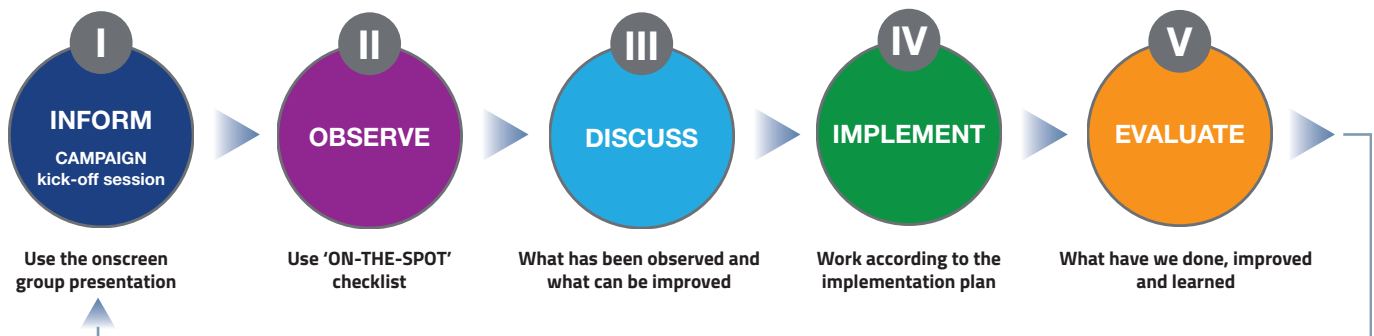 I
INFORM
CAMPAIGN
kick-off session
Use the onscreen
group presentation
II
OBSERVE
Use ‘ON-THE-SPOT’
checklist
III
DISCUSS
What has been observed and
what can be improved
IV
IMPLEMENT
Work according to the
implementation plan
V
EVALUATE
What have we done, improved
and learned